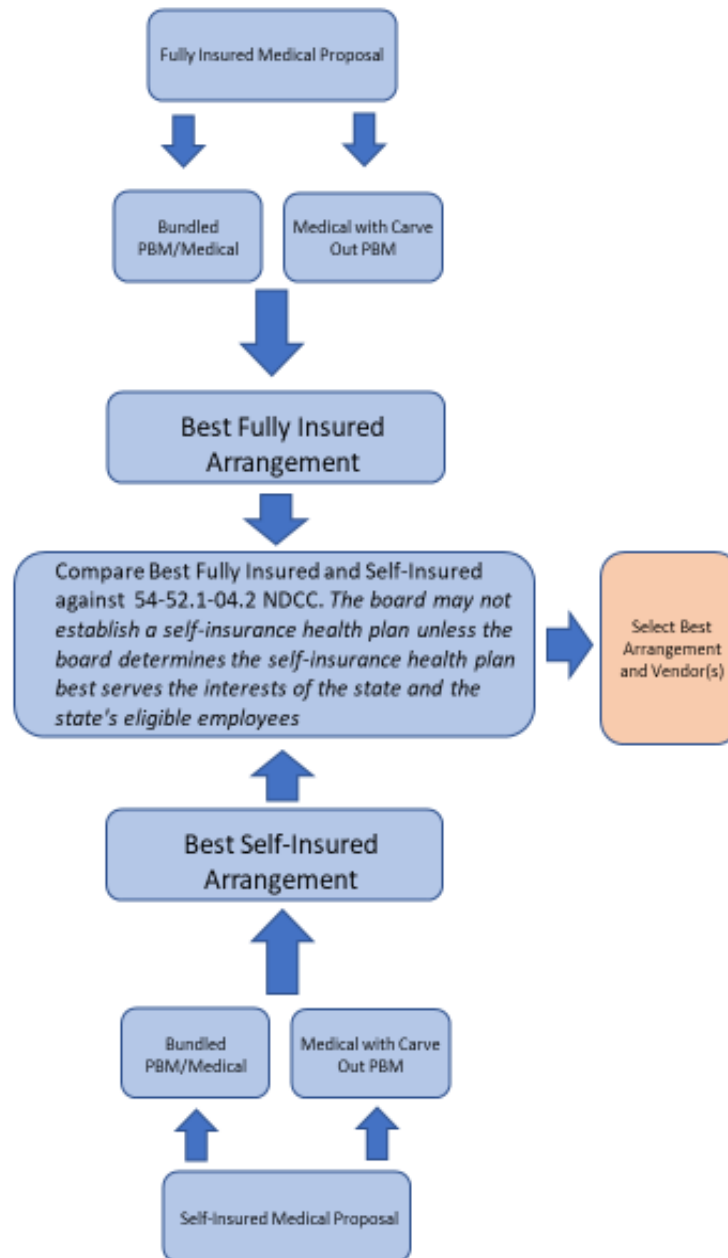 Fully Insured Medical Proposal
Bundled
PBM/Medical
Medical with Carve
Out PBM
Best Fully Insured
Arrangement
Compare Best Fully Insured and Self-Insured
against 54-52.1-04.2 NDCC. The board may not
establish a self-insurance health plan unless the
board determines the self-insurance health plan
best serves the interests of the state and the
state's eligible employees
Select Best
Arrangement
and Vendor(s)
Best Self-Insured
Arrangement
Bundled
PBM/Medical
Medical with Carve
Out PBM
Self-Insured Medical Proposal